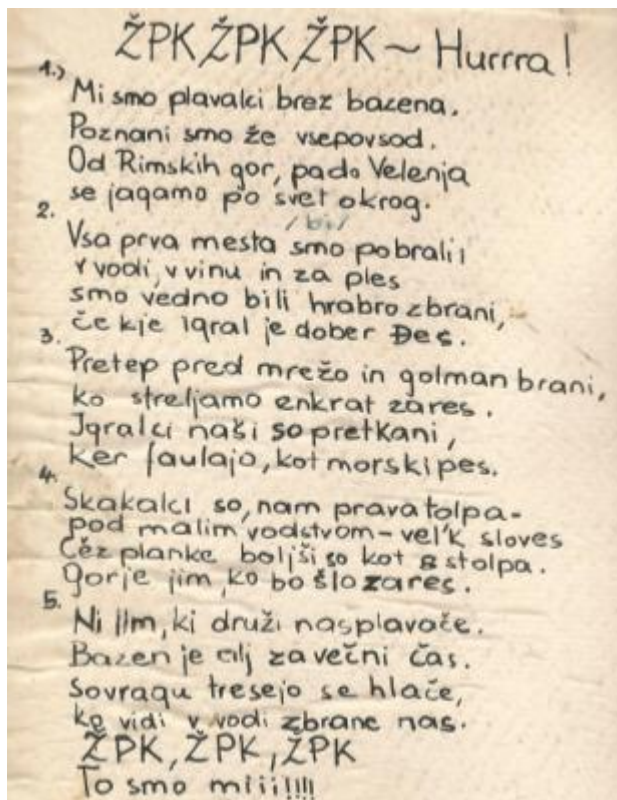 ŽPK ŽPK ŽPK ~ Hurrra!
1.) Mi smo plavalci brez bazena.
Poznani smo že vsepovsod.
Od Rimskih gor, pa do Velenja
se jagamo po svet okrog.
/bis/
2. Vsa prva mesta smo pobrali
v vodi, v vinu in za ples
smo vedno bili hrabro zbrani,
če kje igral je dober Đes.
3. Pretep pred mrežo in golman brani,
ko streljamo enkrat zares.
Igralci naši so pretkani,
ker faulajo, kot morski pes.
4. Skakalci so, nam prava tolpa-
pod malim vodstvom - vel'k sloves
Čez planke boljši so kot s stolpa.
Gorje jim, ko bo šlo zares.
5. Ni lim, ki druži nas plavače.
Bazen je cilj za večni čas.
Sovragu tresejo se hlače,
ko vidi v vodi zbrane nas.
ŽPK, ŽPK, ŽPK
To smo miii!!!!